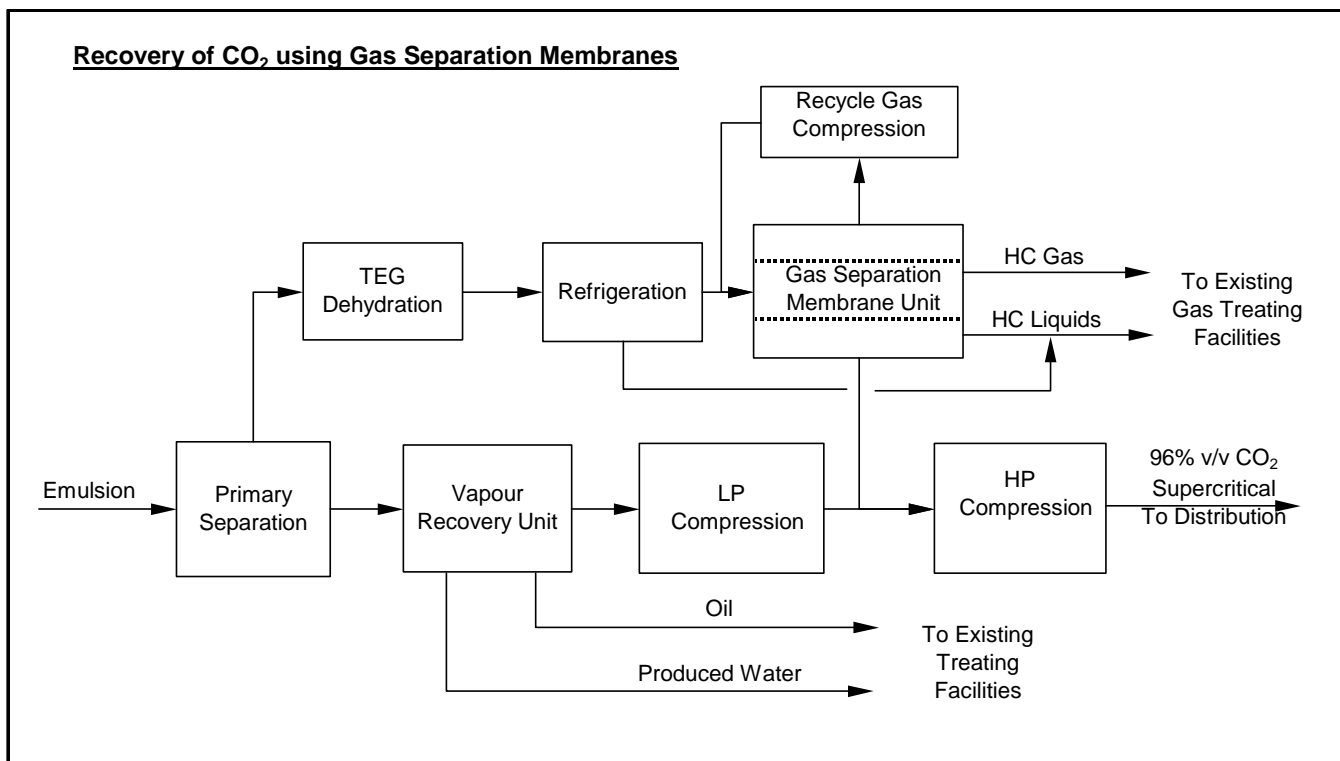 Recovery of CO₂ using Gas Separation Membranes
Recycle Gas
Compression
TEG
Dehydration
Refrigeration
Gas Separation
Membrane Unit
HC Gas
HC Liquids
To Existing
Gas Treating
Facilities
Emulsion
Primary
Separation
Vapour
Recovery Unit
LP
Compression
HP
Compression
96% v/v CO₂
Supercritical
To Distribution
Oil
Produced Water
To Existing
Treating
Facilities